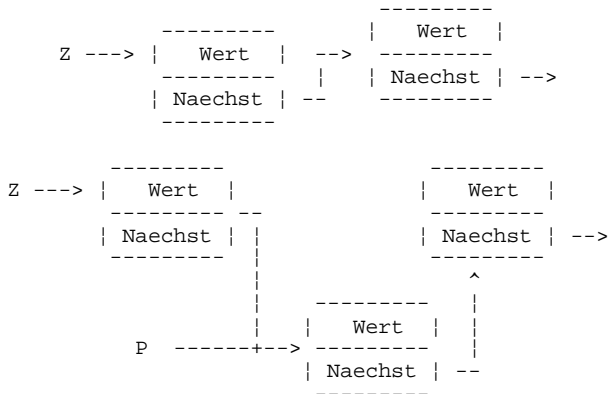 Wert
Z ---> | Wert | --> 
| Naechst | -->
| Naechst | --
Z ---> | Wert | | Wert |
| Naechst | | | Naechst | -->
^
| Wert |
P ------+-->
| Naechst | --